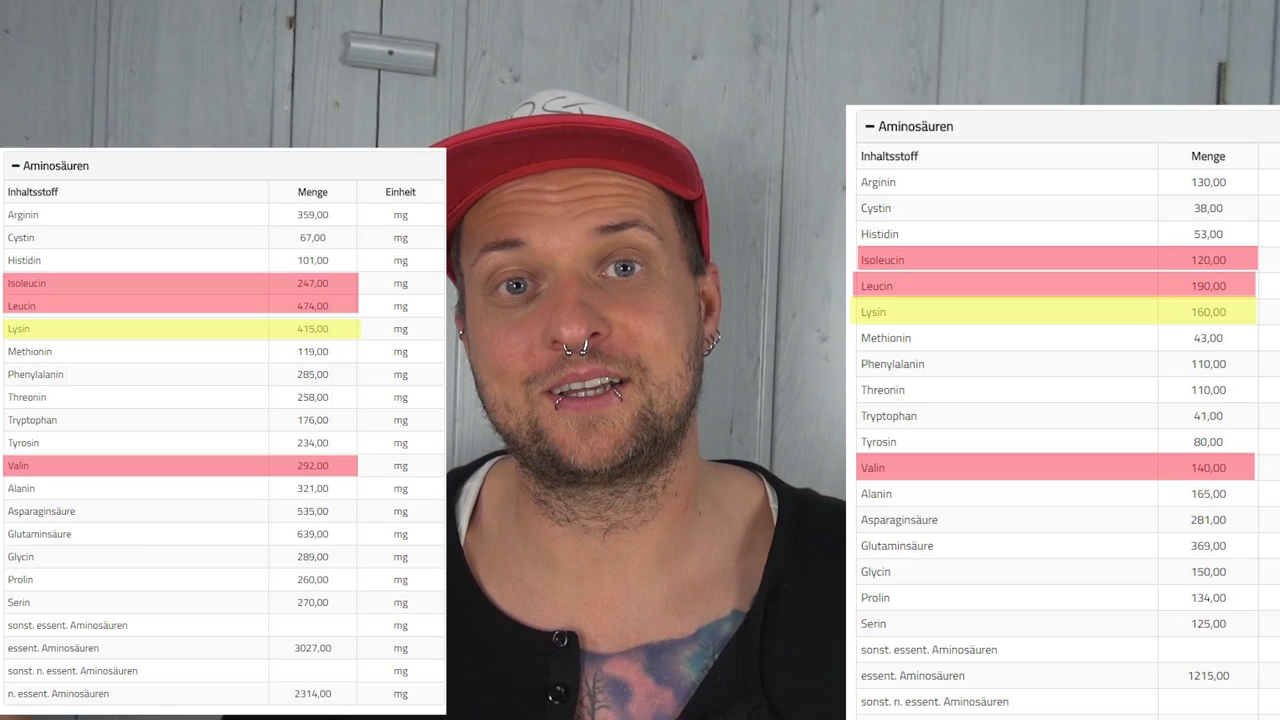 OST
− Aminosäuren
Inhaltsstoff Menge Einheit
Arginin 359,00 mg
Cystin 67,00 mg
Histidin 101,00 mg
Isoleucin 247,00 mg
Leucin 474,00 mg
Lysin 415,00 mg
Methionin 119,00 mg
Phenylalanin 285,00 mg
Threonin 258,00 mg
Tryptophan 176,00 mg
Tyrosin 234,00 mg
Valin 292,00 mg
Alanin 321,00 mg
Asparaginsäure 535,00 mg
Glutaminsäure 639,00 mg
Glycin 289,00 mg
Prolin 260,00 mg
Serin 270,00 mg
sonst. essent. Aminosäuren mg
essent. Aminosäuren 3027,00 mg
sonst. n. essent. Aminosäuren mg
n. essent. Aminosäuren 2314,00 mg
− Aminosäuren
Inhaltsstoff Menge
Arginin 130,00
Cystin 38,00
Histidin 53,00
Isoleucin 120,00
Leucin 190,00
Lysin 160,00
Methionin 43,00
Phenylalanin 110,00
Threonin 110,00
Tryptophan 41,00
Tyrosin 80,00
Valin 140,00
Alanin 165,00
Asparaginsäure 281,00
Glutaminsäure 369,00
Glycin 150,00
Prolin 134,00
Serin 125,00
sonst. essent. Aminosäuren
essent. Aminosäuren 1215,00
sonst. n. essent. Aminosäuren